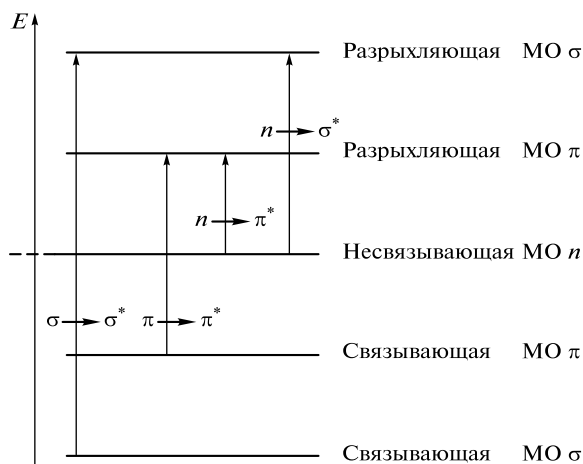 E
Разрыхляющая МО σ
n → σ*
Разрыхляющая МО π
n → π*
Несвязывающая МО n
σ → σ* π → π*
Связывающая МО π
Связывающая МО σ